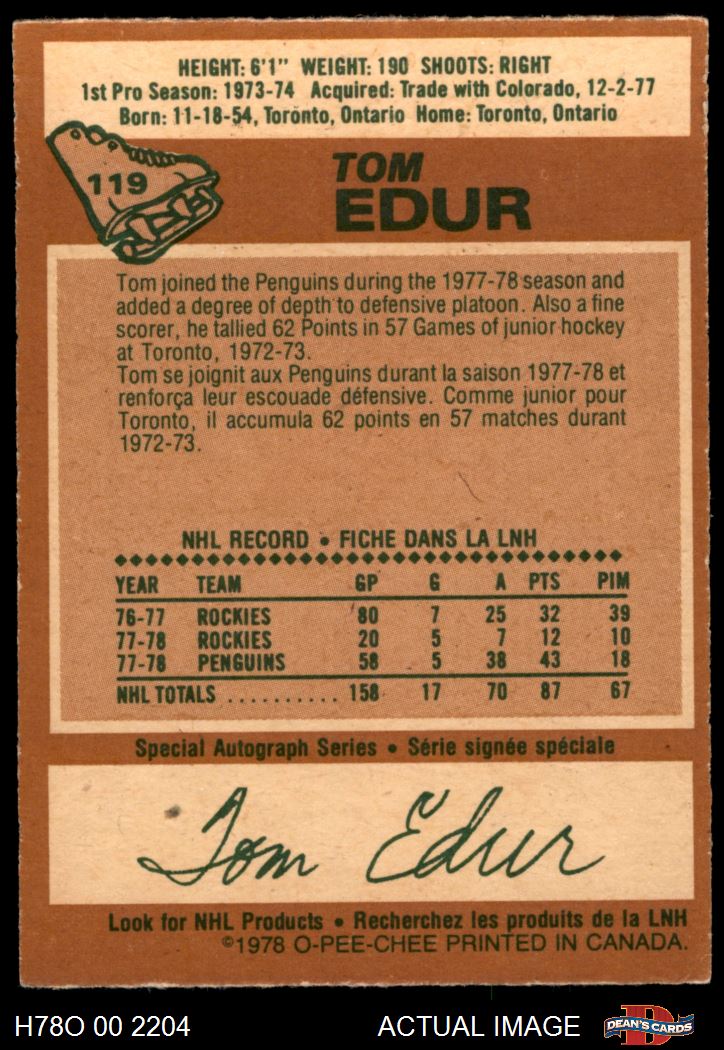 HEIGHT: 6'1" WEIGHT: 190 SHOOTS: RIGHT
1st Pro Season: 1973-74 Acquired: Trade with Colorado, 12-2-77
Born: 11-18-54, Toronto, Ontario Home: Toronto, Ontario
119
TOM
EDUR
Tom joined the Penguins during the 1977-78 season and
added a degree of depth to defensive platoon. Also a fine
scorer, he tallied 62 Points in 57 Games of junior hockey
at Toronto, 1972-73.
Tom se joignit aux Penguins durant la saison 1977-78 et
renforça leur escouade défensive. Comme junior pour
Toronto, il accumula 62 points en 57 matches durant
1972-73.
NHL RECORD • FICHE DANS LA LNH
YEAR TEAM GP G A PTS PIM
76-77 ROCKIES 80 7 25 32 39
77-78 ROCKIES 20 5 7 12 10
77-78 PENGUINS 58 5 38 43 18
NHL TOTALS .......... 158 17 70 87 67
Special Autograph Series • Série signée spéciale
Tom Edur
Look for NHL Products • Recherchez les produits de la LNH
©1978 O-PEE-CHEE PRINTED IN CANADA.
H78O 00 2204 ACTUAL IMAGE D DEAN'S CARDS